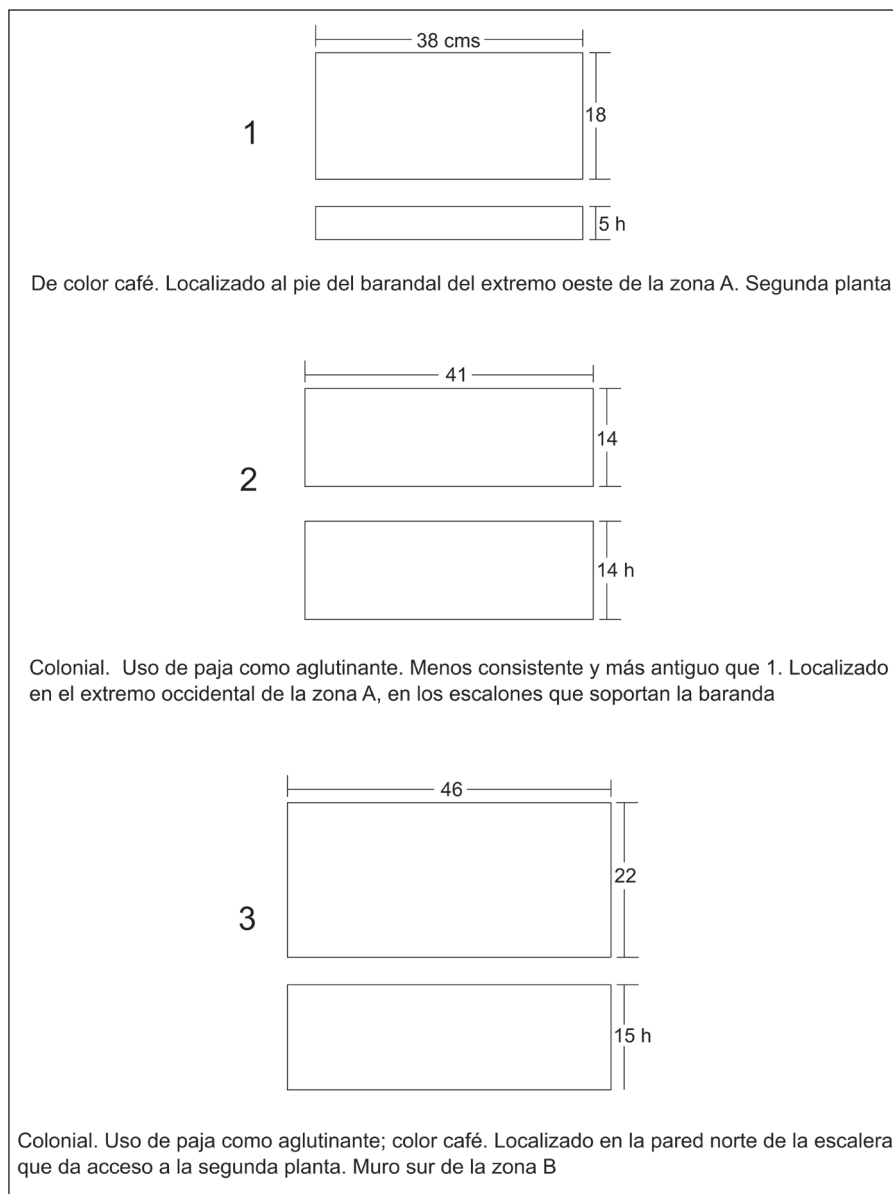 38 cms
1
18
5 h
De color café. Localizado al pie del barandal del extremo oeste de la zona A. Segunda planta
41
14
2
14 h
Colonial.  Uso de paja como aglutinante. Menos consistente y más antiguo que 1. Localizado
en el extremo occidental de la zona A, en los escalones que soportan la baranda
46
22
3
15 h
Colonial. Uso de paja como aglutinante; color café. Localizado en la pared norte de la escalera
que da acceso a la segunda planta. Muro sur de la zona B